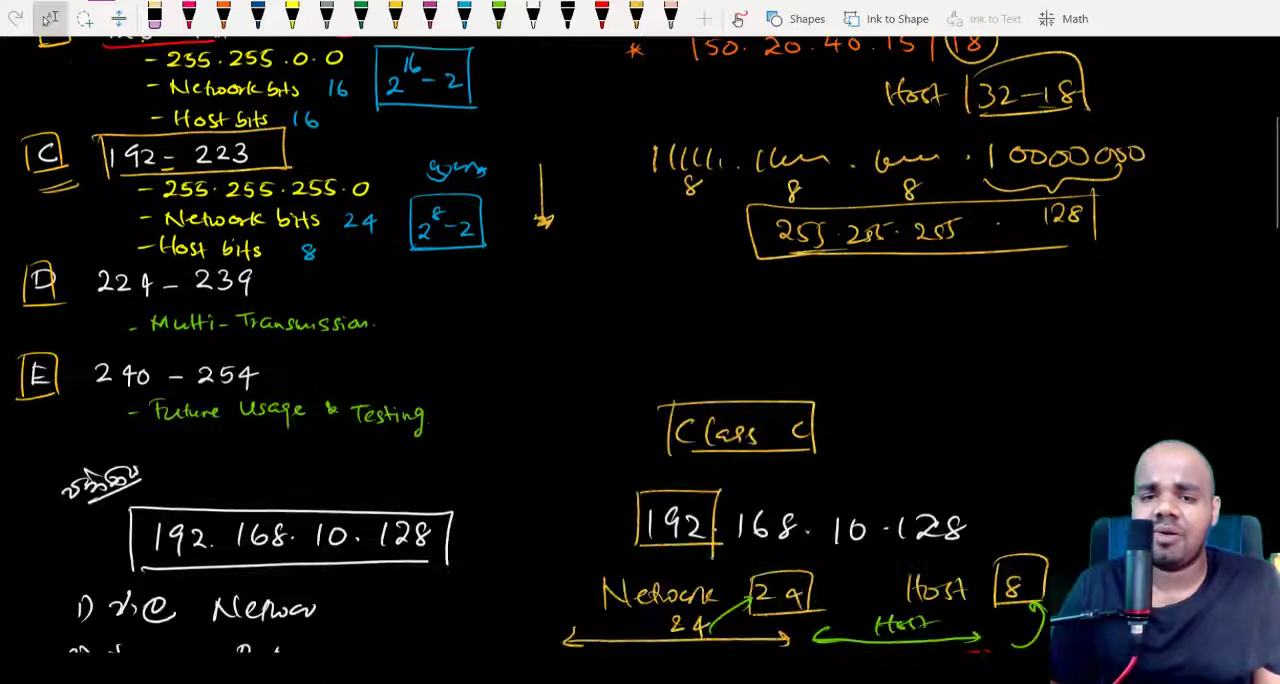 Shapes
Ink to Shape
Ink to Text
Math
- 255.255.0.0
- Network bits 16
2^16 - 2
- Host bits 16
C 192 - 223
- 255.255.255.0
- Network bits 24
2^8 - 2
- Host bits 8
D 224 - 239
- Multi-Transmission.
E 240 - 254
- Future Usage & Testing
192. 168. 10. 128
* 150. 20. 40. 15 | 18
Host 32-18
10000000
8 8 8
255.255.255 . 128
Class C
192. 168. 10. 128
Network 24 Host 8
24 Host